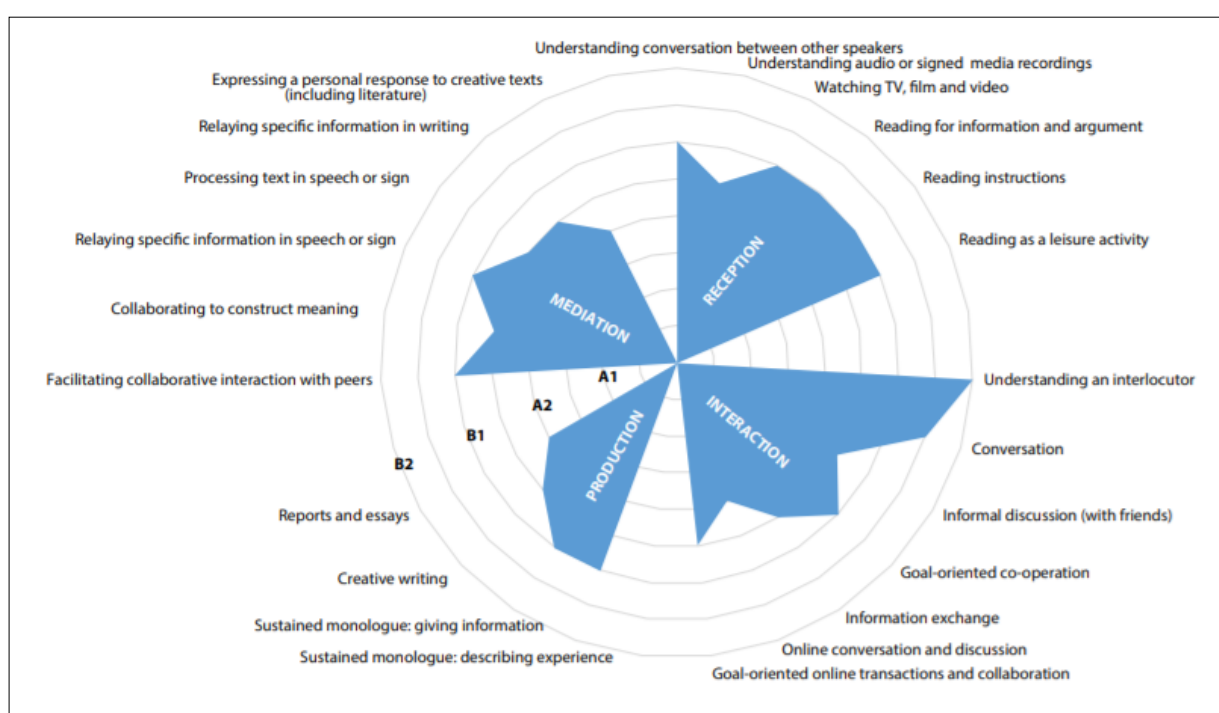 Understanding conversation between other speakers
Understanding audio or signed media recordings
Watching TV, film and video
Reading for information and argument
Reading instructions
Reading as a leisure activity
RECEPTION
Understanding an interlocutor
Conversation
Informal discussion (with friends)
Goal-oriented co-operation
Information exchange
Online conversation and discussion
Goal-oriented online transactions and collaboration
INTERACTION
Sustained monologue: describing experience
Sustained monologue: giving information
Creative writing
Reports and essays
PRODUCTION
B2
B1
A2
A1
Facilitating collaborative interaction with peers
Collaborating to construct meaning
Relaying specific information in speech or sign
Processing text in speech or sign
Relaying specific information in writing
Expressing a personal response to creative texts
(including literature)
MEDIATION